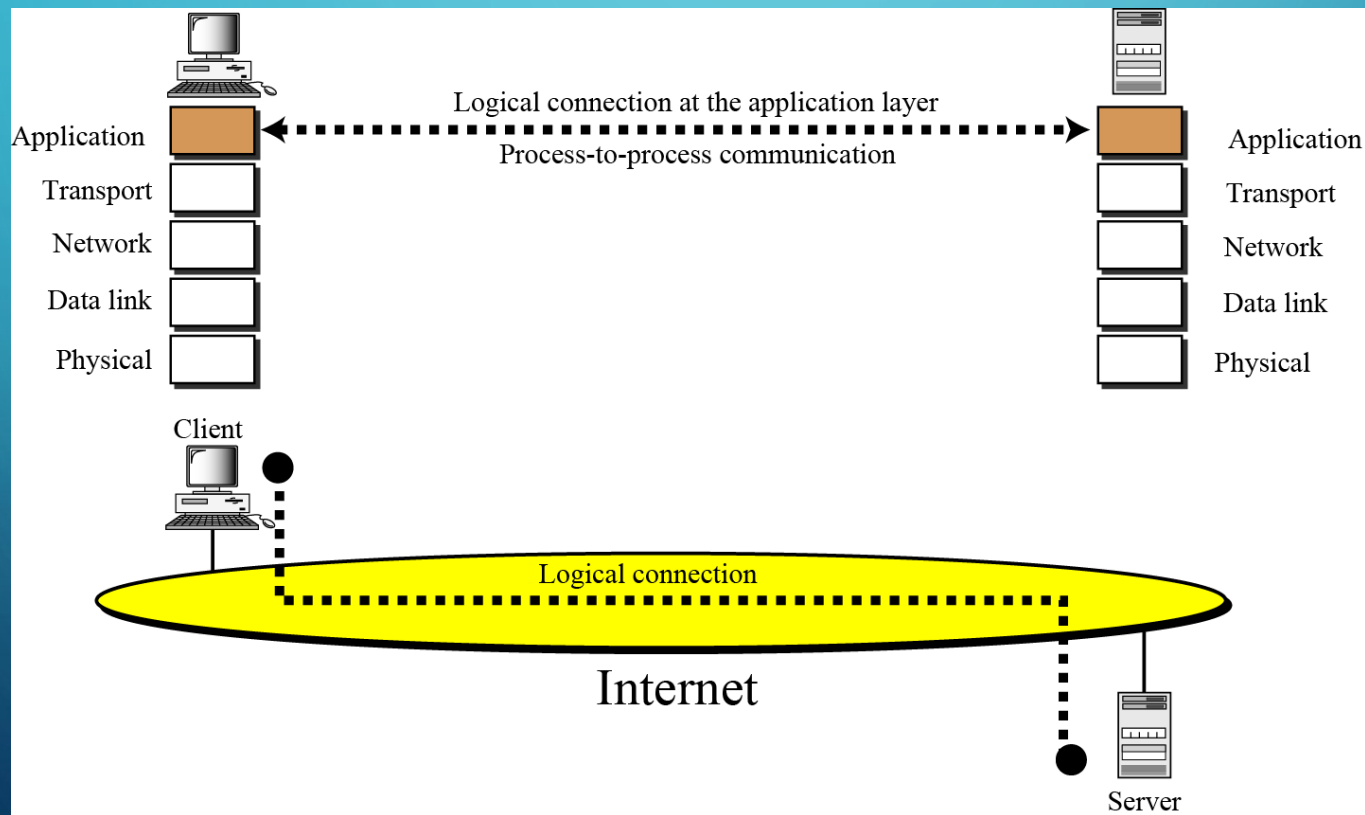 Logical connection at the application layer
Application
Process-to-process communication
Application
Transport
Transport
Network
Network
Data link
Data link
Physical
Physical
Client
Logical connection
Internet
Server